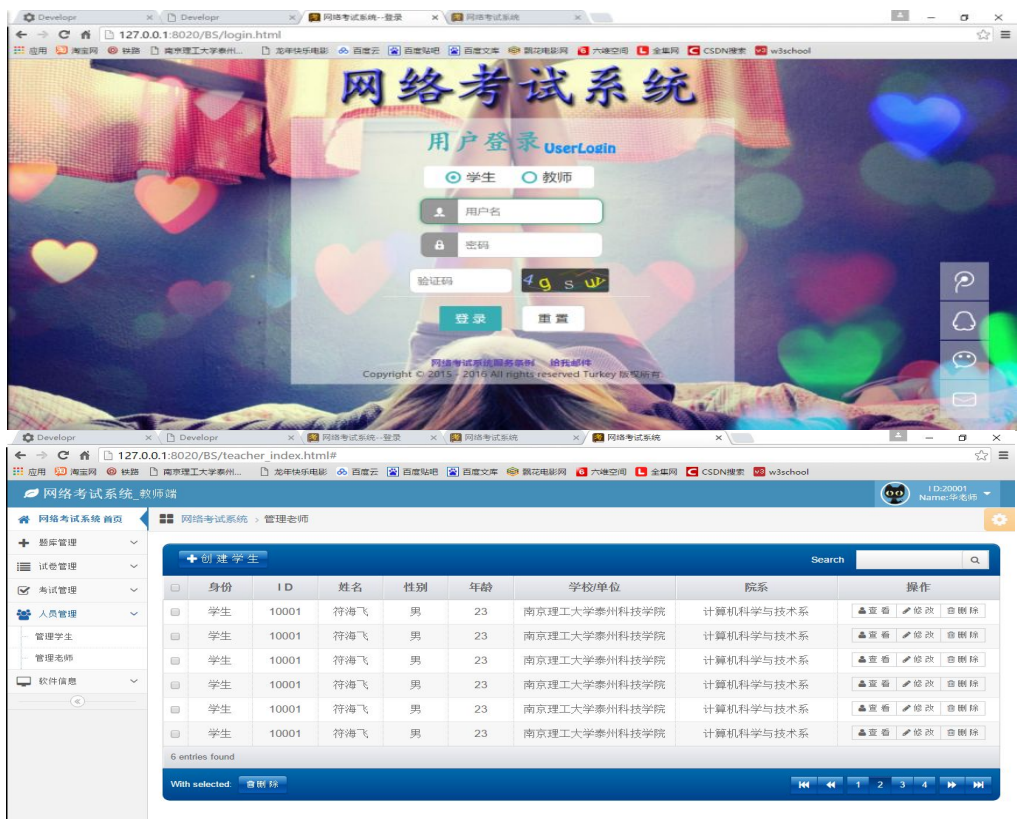 Developr Developr 网络考试系统--登录 网络考试系统
127.0.0.1:8020/BS/login.html
应用 淘宝网 铁路 南京理工大学泰州... 龙年快乐电影 百度云 百度贴吧 百度文库 飘花电影网 六维空间 全集网 CSDN搜索 w3school
网络考试系统
用户登录 UserLogin
学生 教师
用户名
密码
验证码 4gsur
登录 重置
网络考试系统服务条例 给我邮件
Copyright © 2015 - 2016 All rights reserved Turkey 版权所有
Developr Developr 网络考试系统--登录 网络考试系统 网络考试系统
127.0.0.1:8020/BS/teacher_index.html#
应用 淘宝网 铁路 南京理工大学泰州... 龙年快乐电影 百度云 百度贴吧 百度文库 飘花电影网 六维空间 全集网 CSDN搜索 w3school
网络考试系统_教师端 ID:20001
Name:华老师
网络考试系统 首页 网络考试系统 管理老师
题库管理
试卷管理
考试管理
人员管理
管理学生
管理老师
软件信息
创建学生 Search
身份 ID 姓名 性别 年龄 学校/单位 院系 操作
学生 10001 符海飞 男 23 南京理工大学泰州科技学院 计算机科学与技术系 查看 修改 删除
学生 10001 符海飞 男 23 南京理工大学泰州科技学院 计算机科学与技术系 查看 修改 删除
学生 10001 符海飞 男 23 南京理工大学泰州科技学院 计算机科学与技术系 查看 修改 删除
学生 10001 符海飞 男 23 南京理工大学泰州科技学院 计算机科学与技术系 查看 修改 删除
学生 10001 符海飞 男 23 南京理工大学泰州科技学院 计算机科学与技术系 查看 修改 删除
学生 10001 符海飞 男 23 南京理工大学泰州科技学院 计算机科学与技术系 查看 修改 删除
6 entries found
With selected: 删除 1 2 3 4